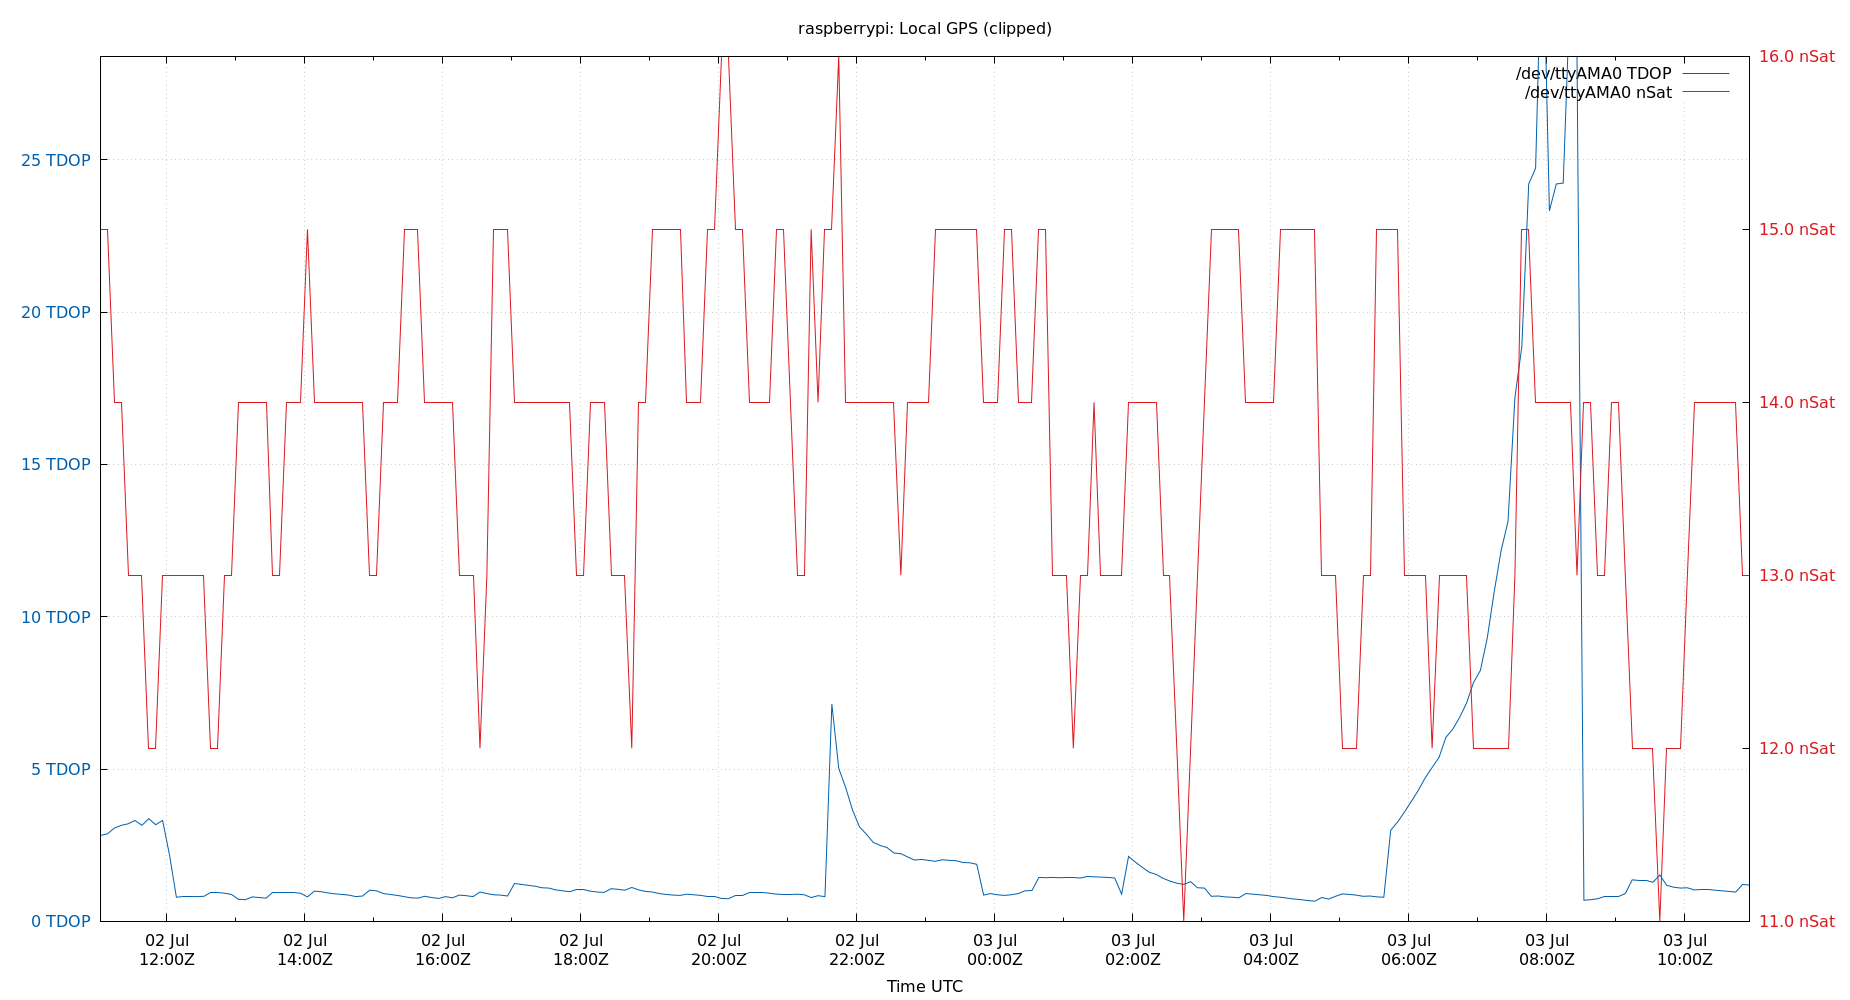 raspberrypi: Local GPS (clipped)
16.0 nSat
/dev/ttyAMA0 TDOP
/dev/ttyAMA0 nSat
25 TDOP
15.0 nSat
20 TDOP
14.0 nSat
15 TDOP
13.0 nSat
10 TDOP
12.0 nSat
5 TDOP
0 TDOP
11.0 nSat
02 Jul 02 Jul 02 Jul 02 Jul 02 Jul 02 Jul 03 Jul 03 Jul 03 Jul 03 Jul 03 Jul 03 Jul
12:00Z 14:00Z 16:00Z 18:00Z 20:00Z 22:00Z 00:00Z 02:00Z 04:00Z 06:00Z 08:00Z 10:00Z
Time UTC